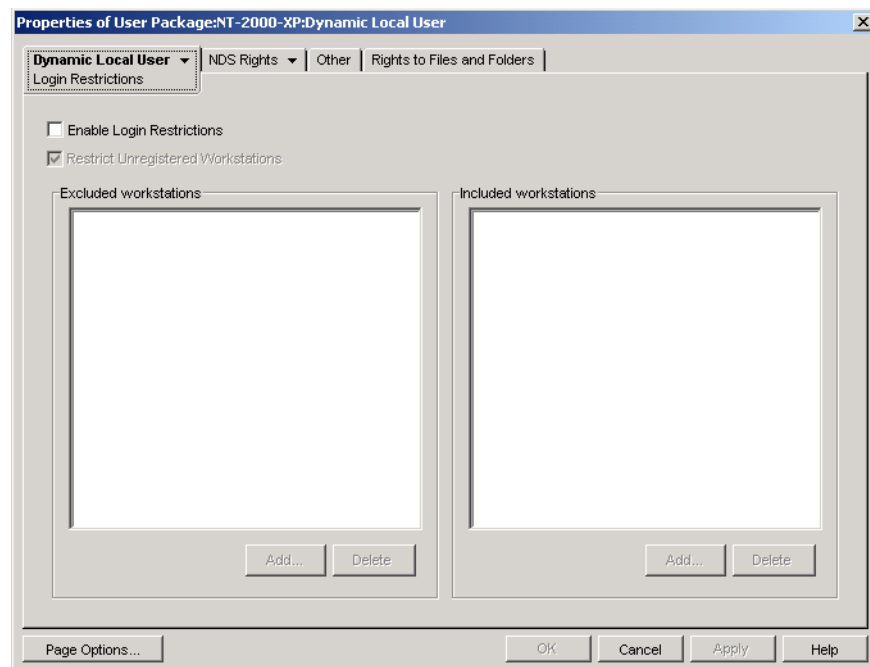 Properties of User Package:NT-2000-XP:Dynamic Local User
Dynamic Local User NDS Rights Other Rights to Files and Folders
Login Restrictions
Enable Login Restrictions
Restrict Unregistered Workstations
Excluded workstations Included workstations
Add... Delete Add... Delete
Page Options... OK Cancel Apply Help